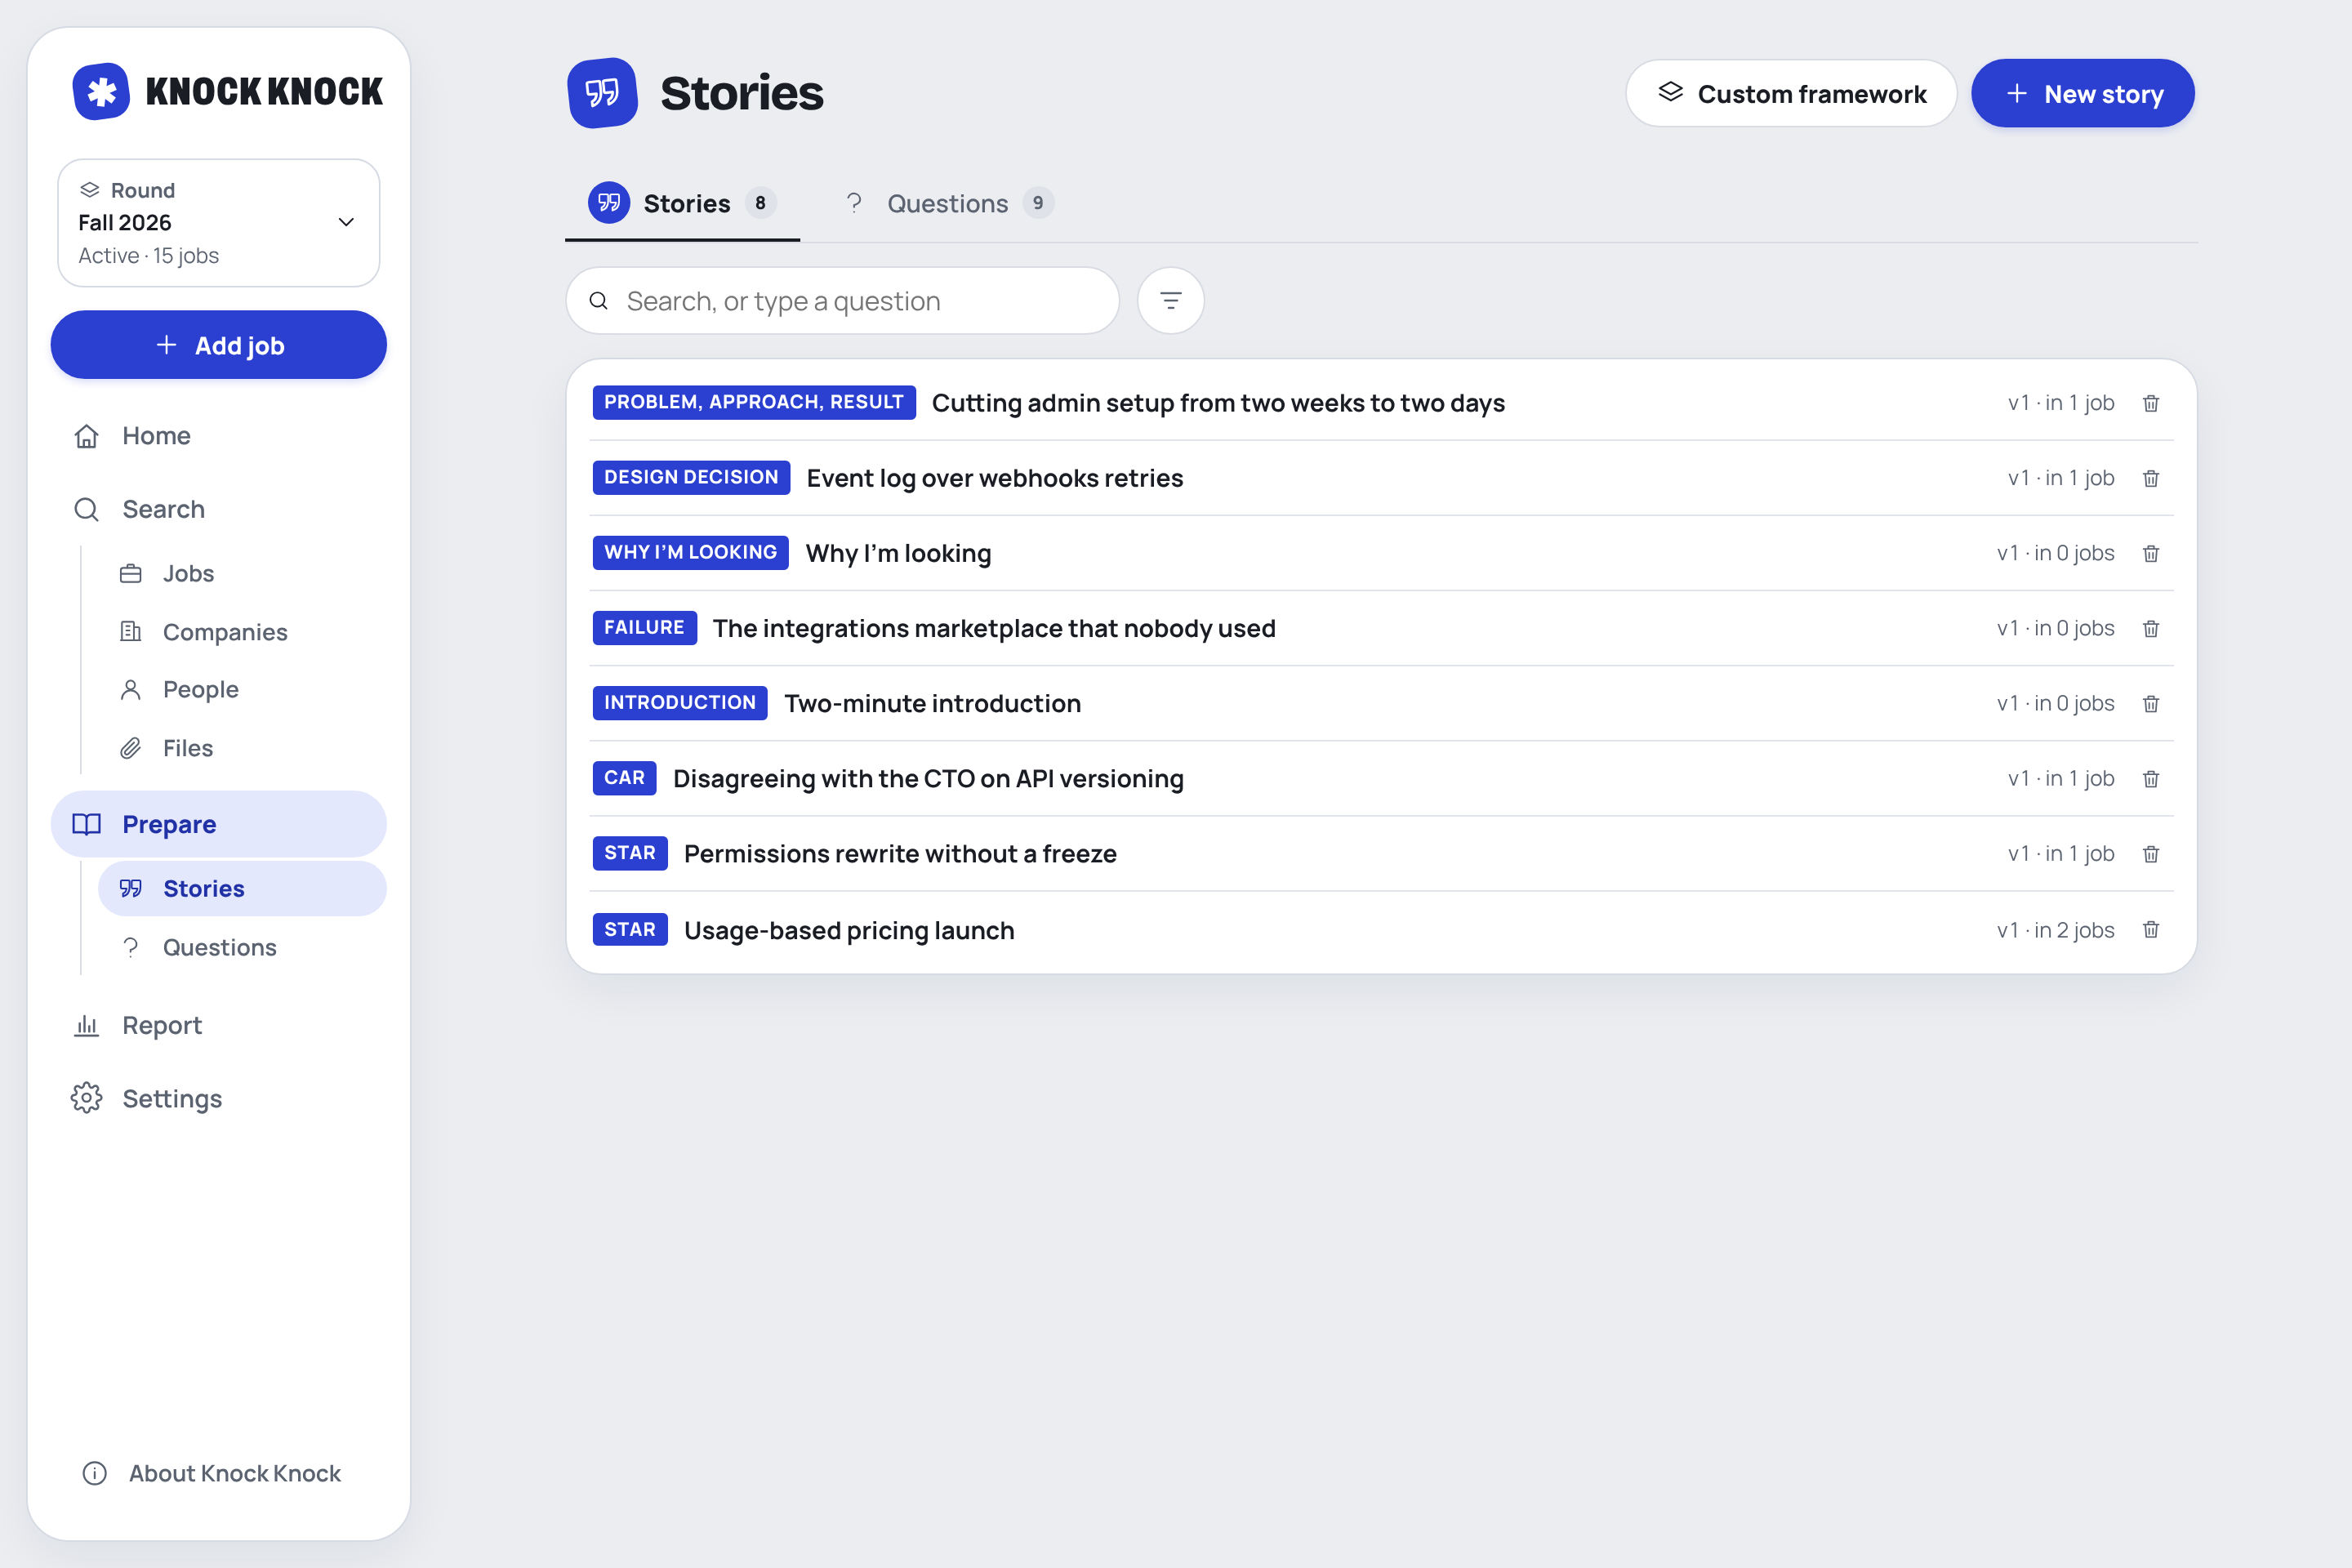 KNOCK KNOCK
Round
Fall 2026
Active · 15 jobs
Add job
Home
Search
Jobs
Companies
People
Files
Prepare
Stories
Questions
Report
Settings
About Knock Knock
Stories
Custom framework
New story
Stories 8
Questions 9
Search, or type a question
PROBLEM, APPROACH, RESULT Cutting admin setup from two weeks to two days v1 · in 1 job
DESIGN DECISION Event log over webhooks retries v1 · in 1 job
WHY I’M LOOKING Why I’m looking v1 · in 0 jobs
FAILURE The integrations marketplace that nobody used v1 · in 0 jobs
INTRODUCTION Two-minute introduction v1 · in 0 jobs
CAR Disagreeing with the CTO on API versioning v1 · in 1 job
STAR Permissions rewrite without a freeze v1 · in 1 job
STAR Usage-based pricing launch v1 · in 2 jobs